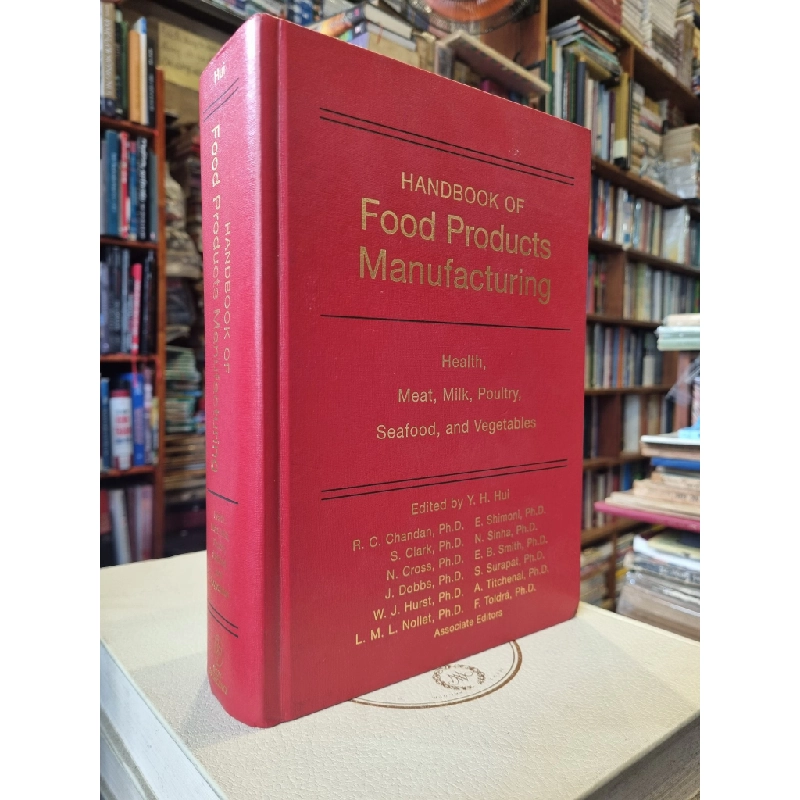 Hui
HANDBOOK OF
Food Products Manufacturing
HANDBOOK OF
Food Products
Manufacturing
Health,
Meat, Milk, Poultry,
Seafood, and Vegetables
Edited by Y. H. Hui
R. C. Chandan, Ph.D. E. Shimoni, Ph.D.
S. Clark, Ph.D. N. Sinha, Ph.D.
N. Cross, Ph.D. E. B. Smith, Ph.D.
J. Dobbs, Ph.D. S. Surapat, Ph.D.
W. J. Hurst, Ph.D. A. Titchenal, Ph.D.
L. M. L. Nollet, Ph.D. F. Toldrá, Ph.D.
Associate Editors